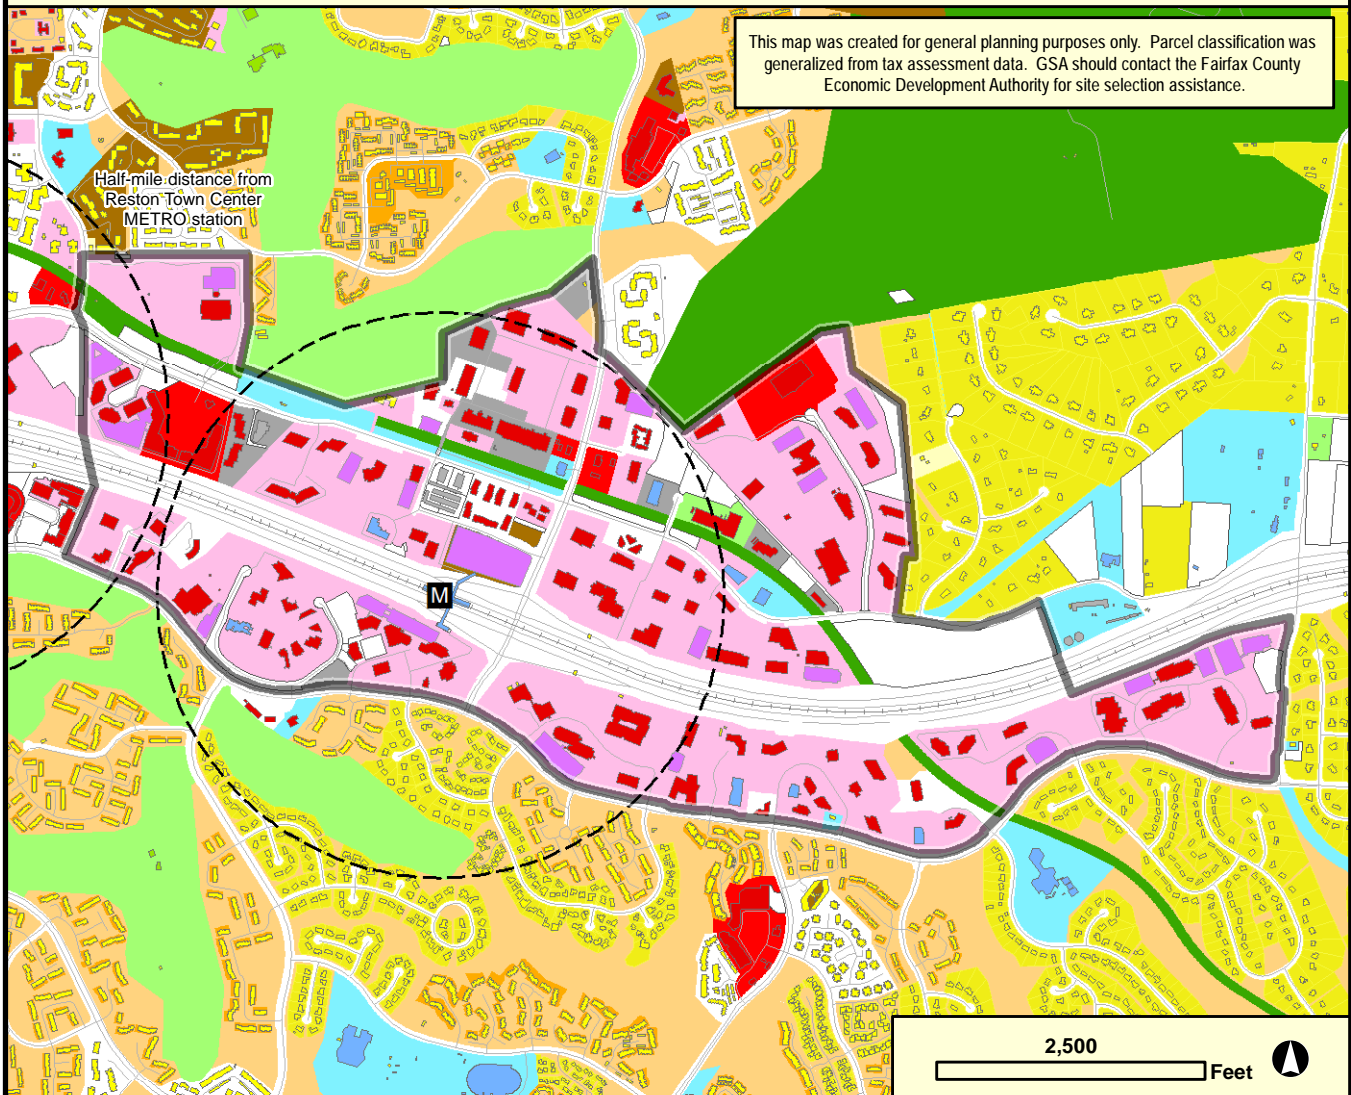 This map was created for general planning purposes only.  Parcel classification was
generalized from tax assessment data.  GSA should contact the Fairfax County
Economic Development Authority for site selection assistance.
Half-mile distance from
Reston Town Center
METRO station
M
2,500
Feet